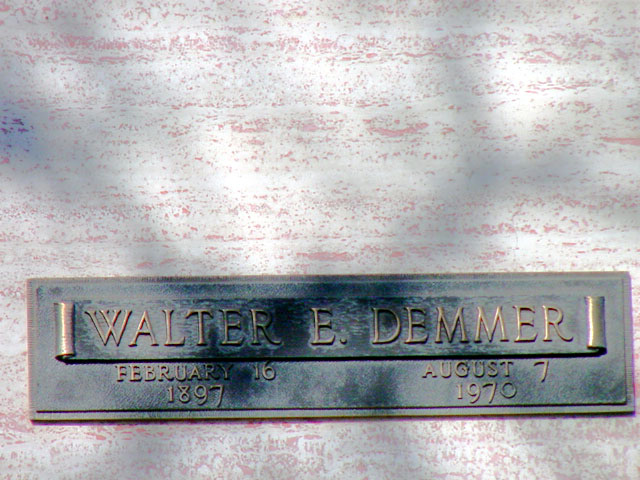 WALTER E. DEMMER
FEBRUARY 16 AUGUST 7
1897 1970